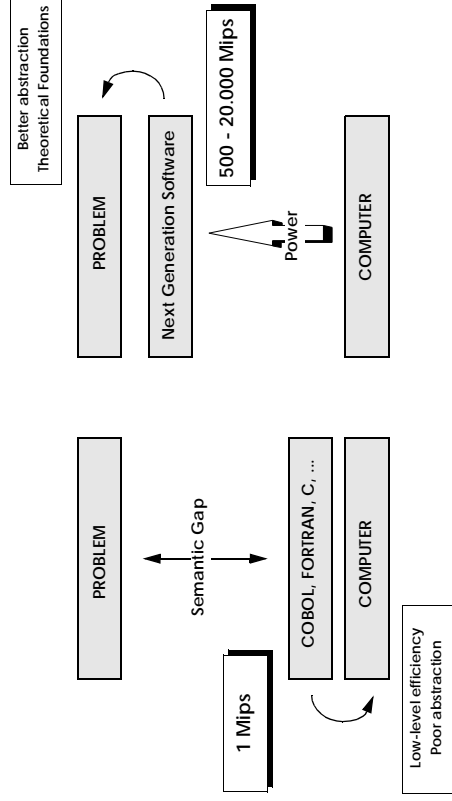 PROBLEM
Semantic Gap
1 Mips
COBOL, FORTRAN, C, ...
COMPUTER
Low-level efficiency
Poor abstraction
Better abstraction
Theoretical Foundations
PROBLEM
Next Generation Software
500 - 20.000 Mips
Power
COMPUTER